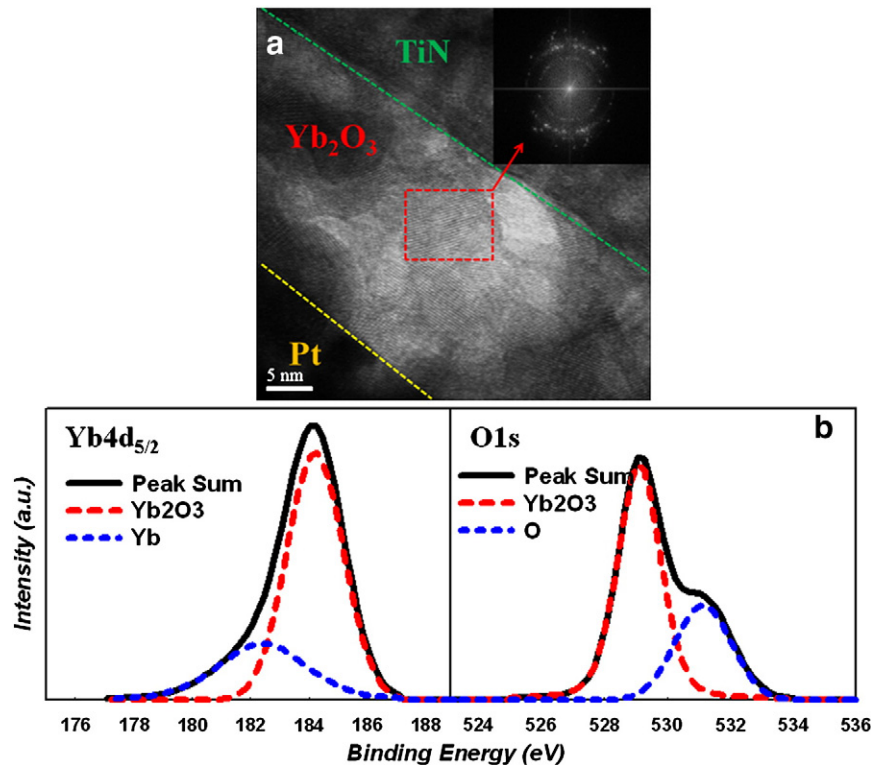 a
TiN
Yb₂O₃
Pt
5 nm
Yb4d₅/₂
Peak Sum
Yb2O3
Yb
O1s
b
Peak Sum
Yb2O3
O
Intensity (a.u.)
176 178 180 182 184 186 188 524 526 528 530 532 534 536
Binding Energy (eV)